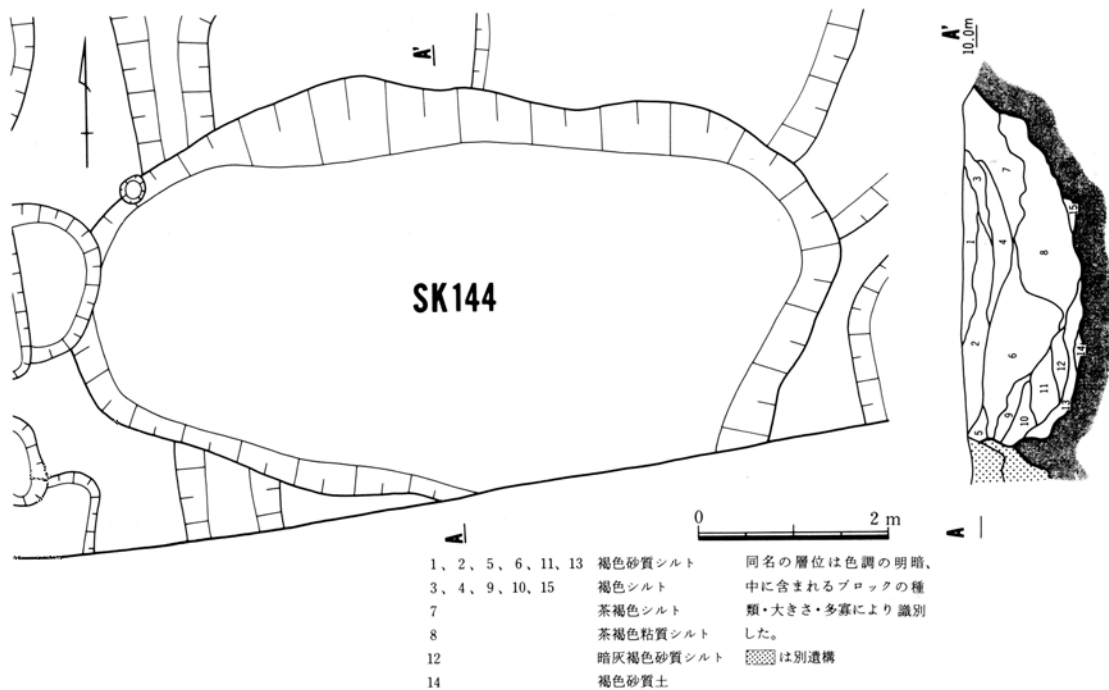 A'
A'
10.0m
SK144
1
2
3
4
5
6
7
8
9
10
11
12
13
14
15
A
A
0 2 m
1、2、5、6、11、13 褐色砂質シルト
3、4、9、10、15 褐色シルト
7 茶褐色シルト
8 茶褐色粘質シルト
12 暗灰褐色砂質シルト
14 褐色砂質土
同名の層位は色調の明暗、
中に含まれるブロックの種
類・大きさ・多寡により識別
した。
は別遺構